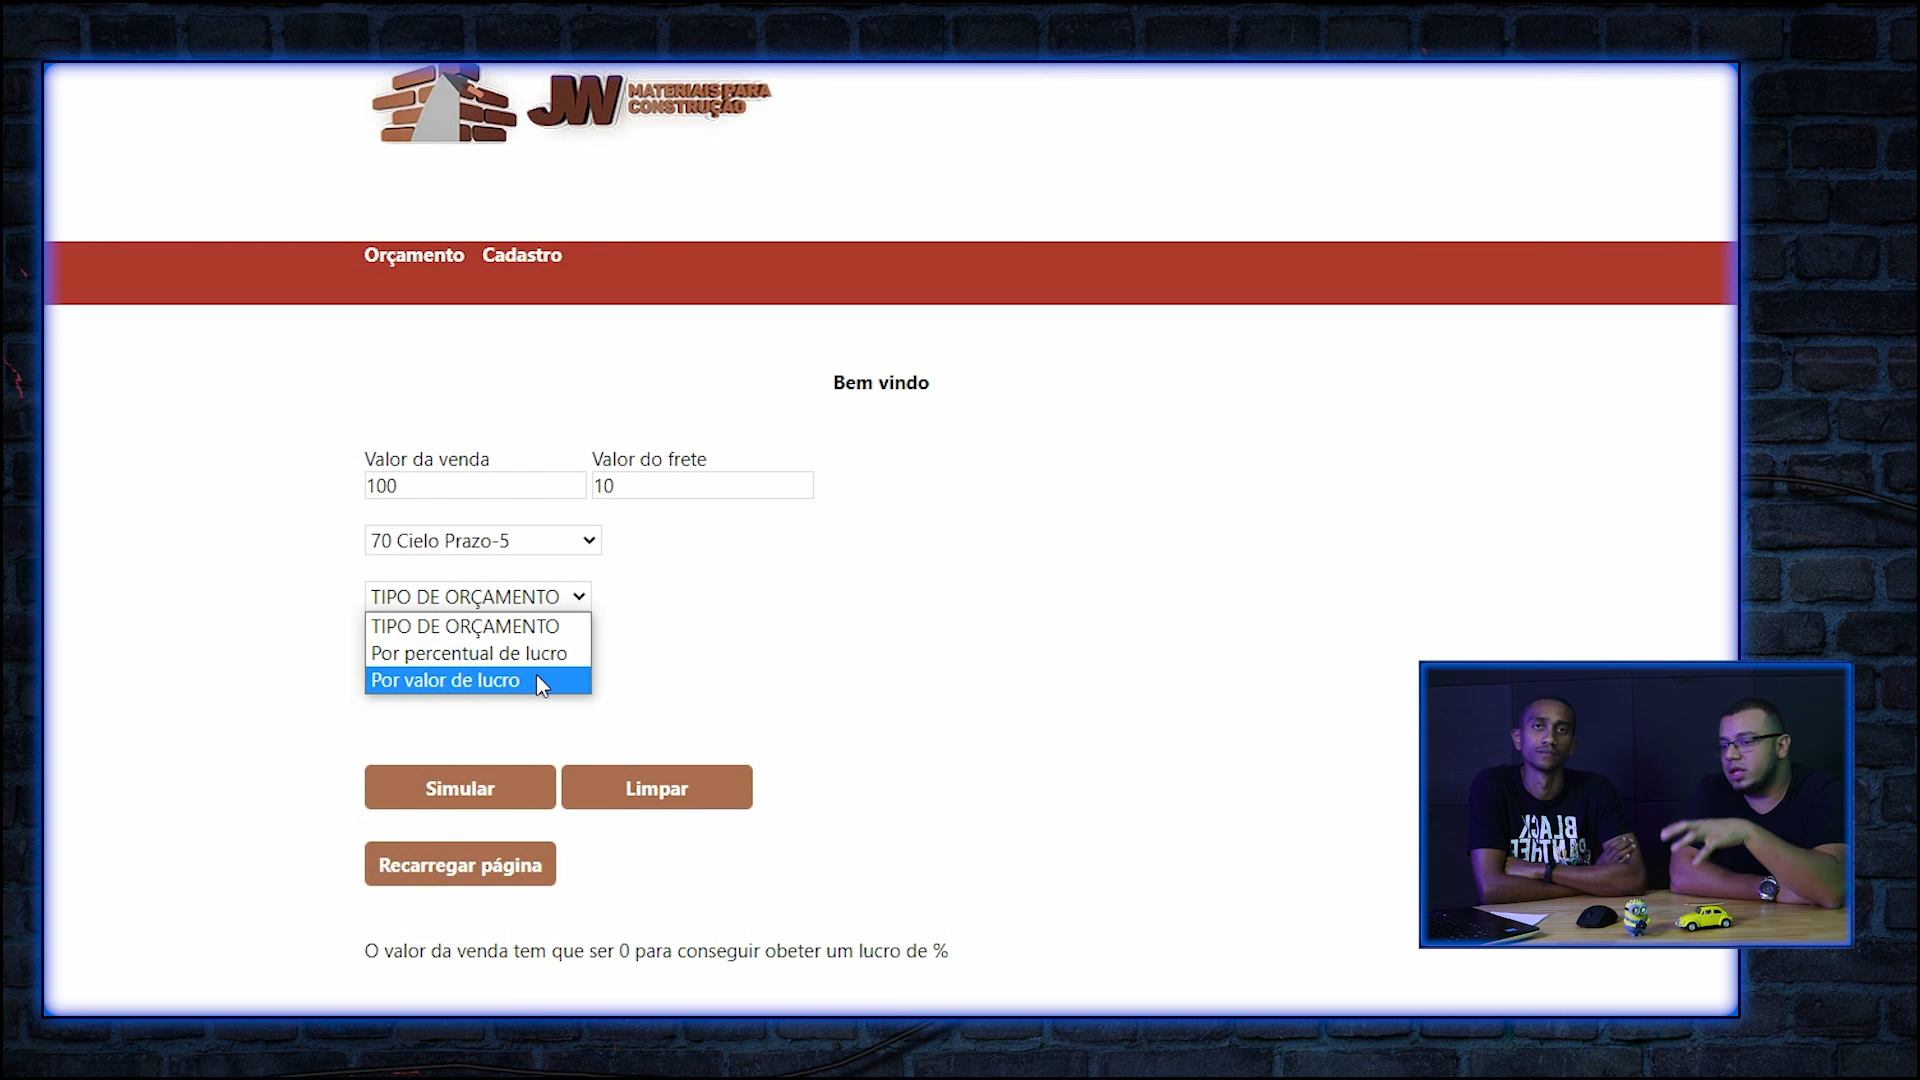 JW MATERIAIS PARA
CONSTRUÇÃO
Orçamento Cadastro
Bem vindo
Valor da venda Valor do frete
100 10
70 Cielo Prazo-5
TIPO DE ORÇAMENTO
TIPO DE ORÇAMENTO
Por percentual de lucro
Por valor de lucro
Simular Limpar
Recarregar página
O valor da venda tem que ser 0 para conseguir obeter um lucro de %
BLACK
PANTHER